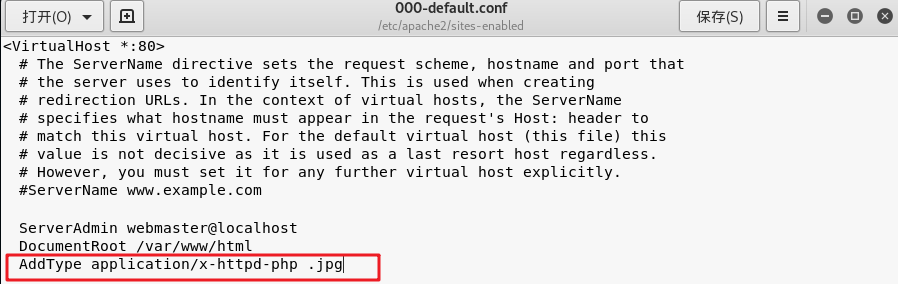 打开(O)
000-default.conf
/etc/apache2/sites-enabled
保存(S)
<VirtualHost *:80>
# The ServerName directive sets the request scheme, hostname and port that
# the server uses to identify itself. This is used when creating
# redirection URLs. In the context of virtual hosts, the ServerName
# specifies what hostname must appear in the request's Host: header to
# match this virtual host. For the default virtual host (this file) this
# value is not decisive as it is used as a last resort host regardless.
# However, you must set it for any further virtual host explicitly.
#ServerName www.example.com
ServerAdmin webmaster@localhost
DocumentRoot /var/www/html
AddType application/x-httpd-php .jpg